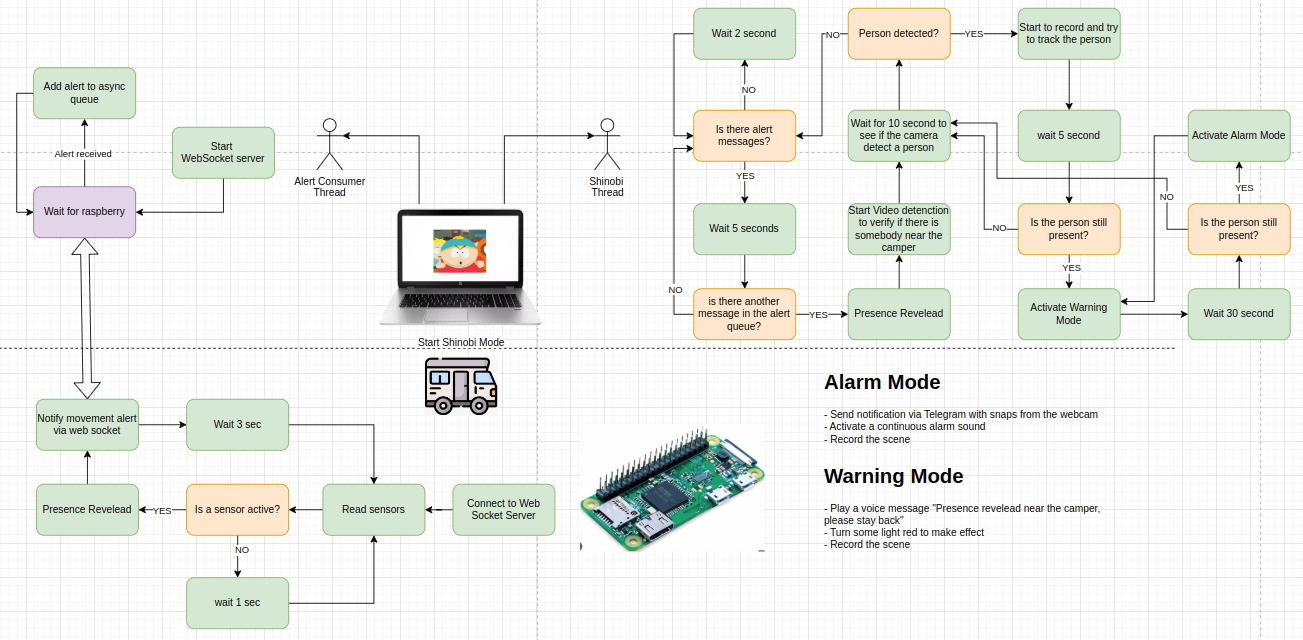 Wait 2 second
Person detected?
Start to record and try
to track the person
NO
YES
Add alert to async
queue
NO
Alert received
Start
WebSocket server
Alert Consumer
Thread
Shinobi
Thread
Is there alert
messages?
Wait for 10 second to
see if the camera
detect a person
wait 5 second
Activate Alarm Mode
YES
YES
NO
Wait for raspberry
Wait 5 seconds
Start Video detenction
to verify if there is
somebody near the
camper
NO
Is the person still
present?
Is the person still
present?
YES
NO
is there another
message in the alert
queue?
YES
Presence Revelead
Activate Warning
Mode
Wait 30 second
Start Shinobi Mode
Notify movement alert
via web socket
Wait 3 sec
Presence Revelead
YES
Is a sensor active?
Read sensors
Connect to Web
Socket Server
NO
wait 1 sec
Alarm Mode
- Send notification via Telegram with snaps from the webcam
- Activate a continuous alarm sound
- Record the scene
Warning Mode
- Play a voice message "Presence revelead near the camper,
please stay back"
- Turn some light red to make effect
- Record the scene